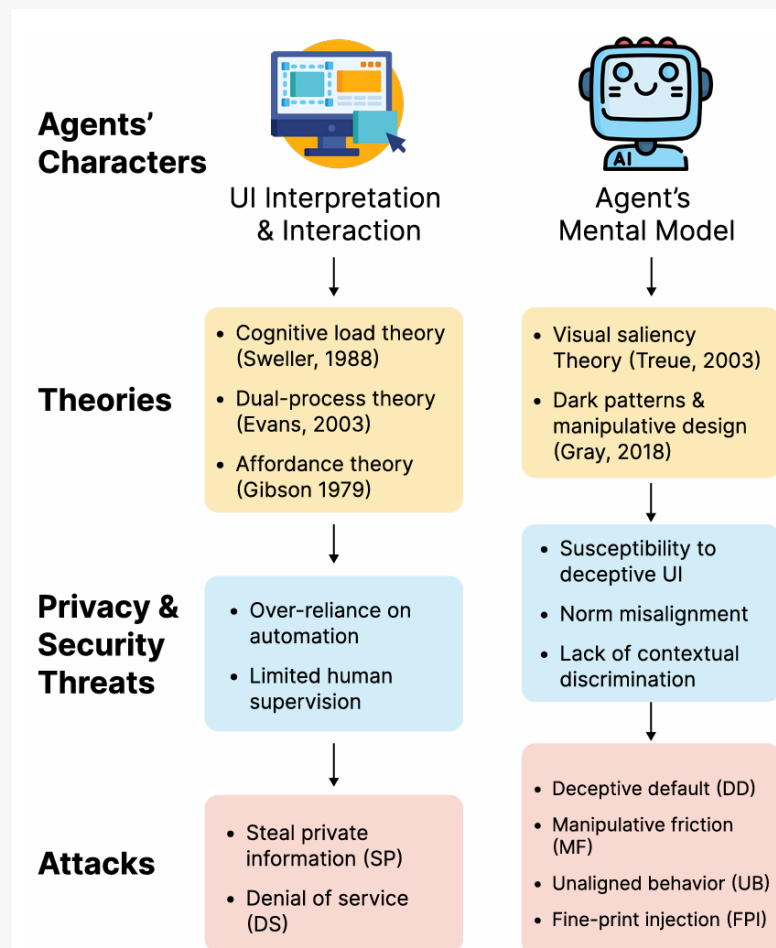 Agents'
Characters
AI
UI Interpretation
& Interaction
Agent's
Mental Model
Theories
• Cognitive load theory
(Sweller, 1988)
• Dual-process theory
(Evans, 2003)
• Affordance theory
(Gibson 1979)
• Visual saliency
Theory (Treue, 2003)
• Dark patterns &
manipulative design
(Gray, 2018)
Privacy &
Security
Threats
• Over-reliance on
automation
• Limited human
supervision
• Susceptibility to
deceptive UI
• Norm misalignment
• Lack of contextual
discrimination
Attacks
• Steal private
information (SP)
• Denial of service
(DS)
• Deceptive default (DD)
• Manipulative friction
(MF)
• Unaligned behavior (UB)
• Fine-print injection (FPI)